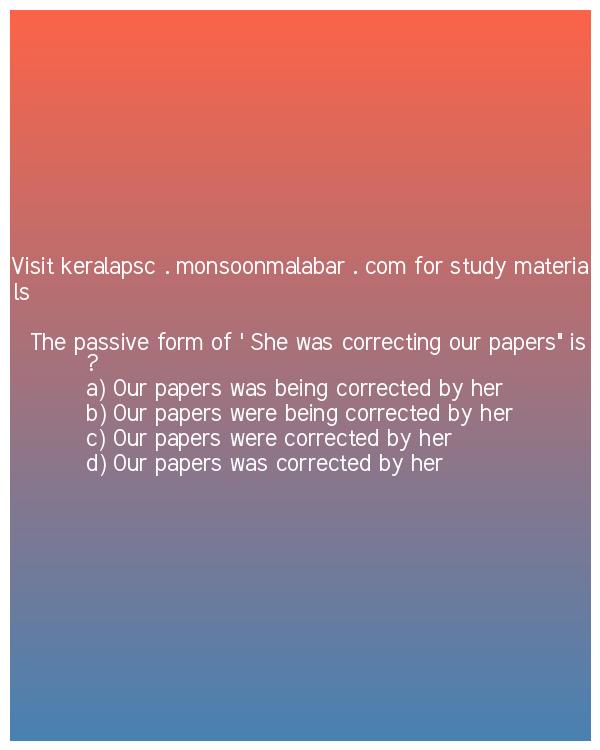 Visit keralapsc . monsoonmalabar . com for study materia
ls
The passive form of ' She was correcting our papers" is
?
a) Our papers was being corrected by her
b) Our papers were being corrected by her
c) Our papers were corrected by her
d) Our papers was corrected by her